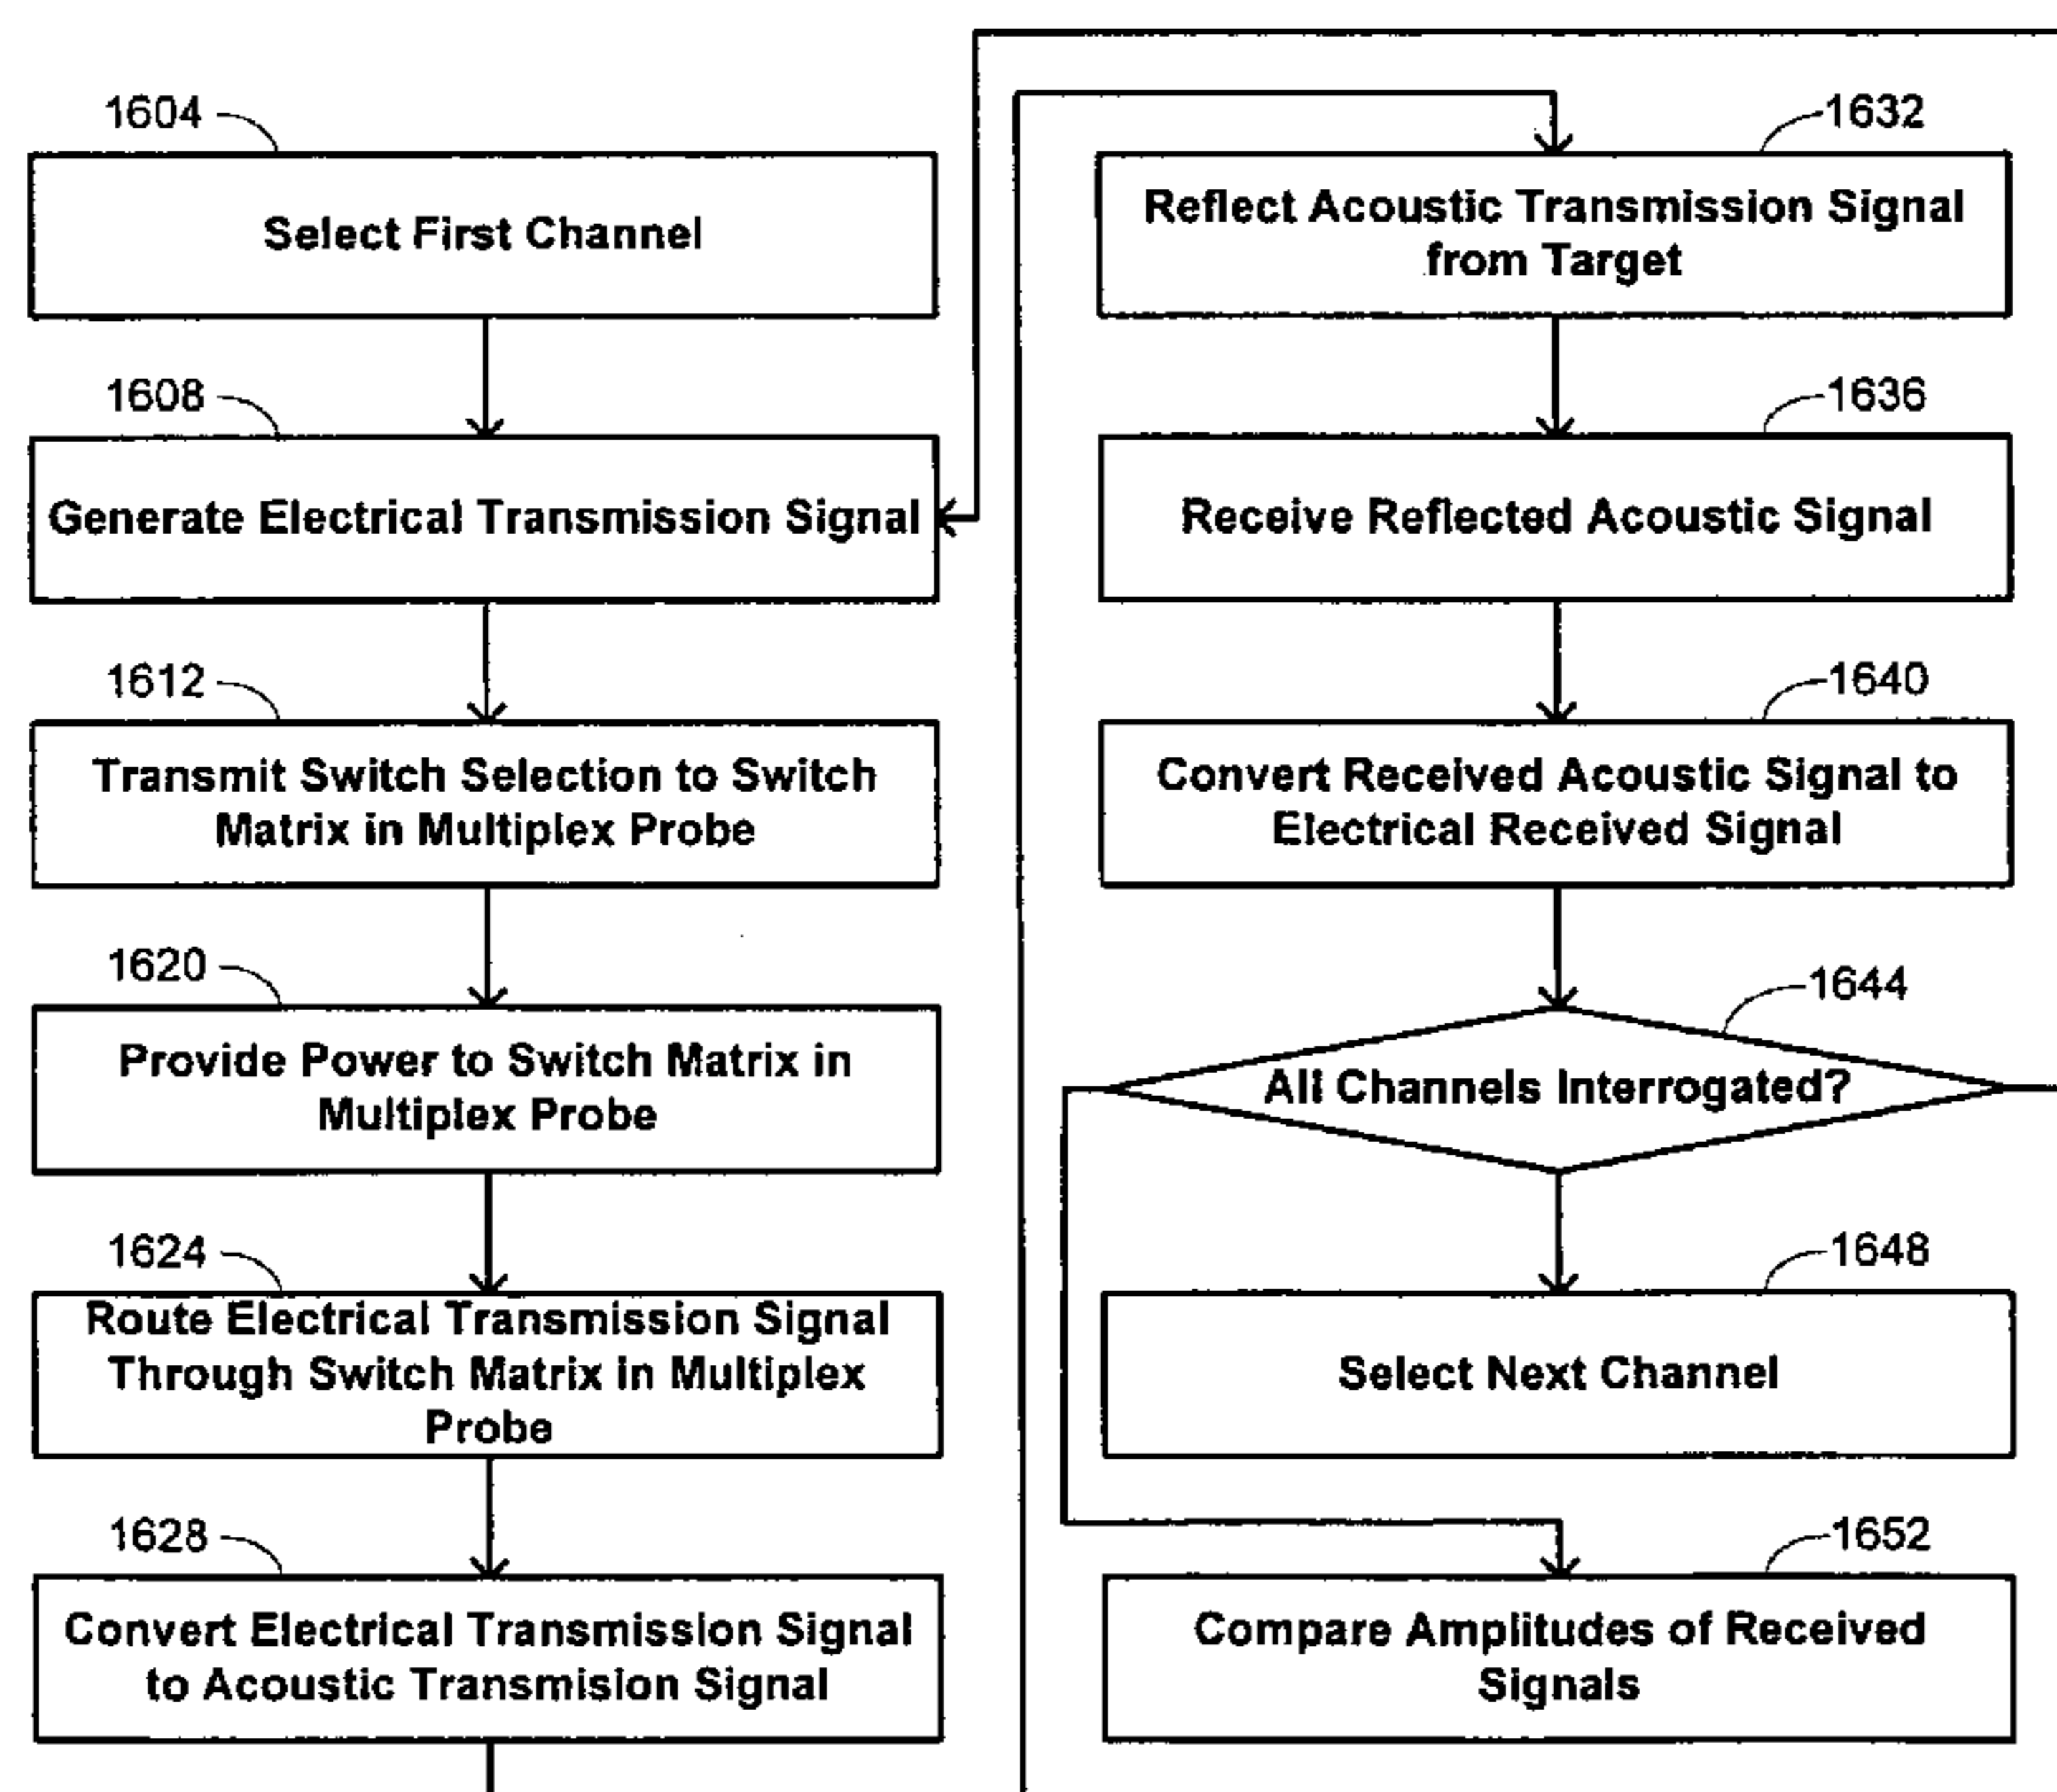 1604
Select First Channel
1608
Generate Electrical Transmission Signal
1612
Transmit Switch Selection to Switch
Matrix in Multiplex Probe
1620
Provide Power to Switch Matrix in
Multiplex Probe
1624
Route Electrical Transmission Signal
Through Switch Matrix in Multiplex
Probe
1628
Convert Electrical Transmission Signal
to Acoustic Transmision Signal
1632
Reflect Acoustic Transmission Signal
from Target
1636
Receive Reflected Acoustic Signal
1640
Convert Received Acoustic Signal to
Electrical Received Signal
1644
All Channels Interrogated?
1648
Select Next Channel
1652
Compare Amplitudes of Received
Signals